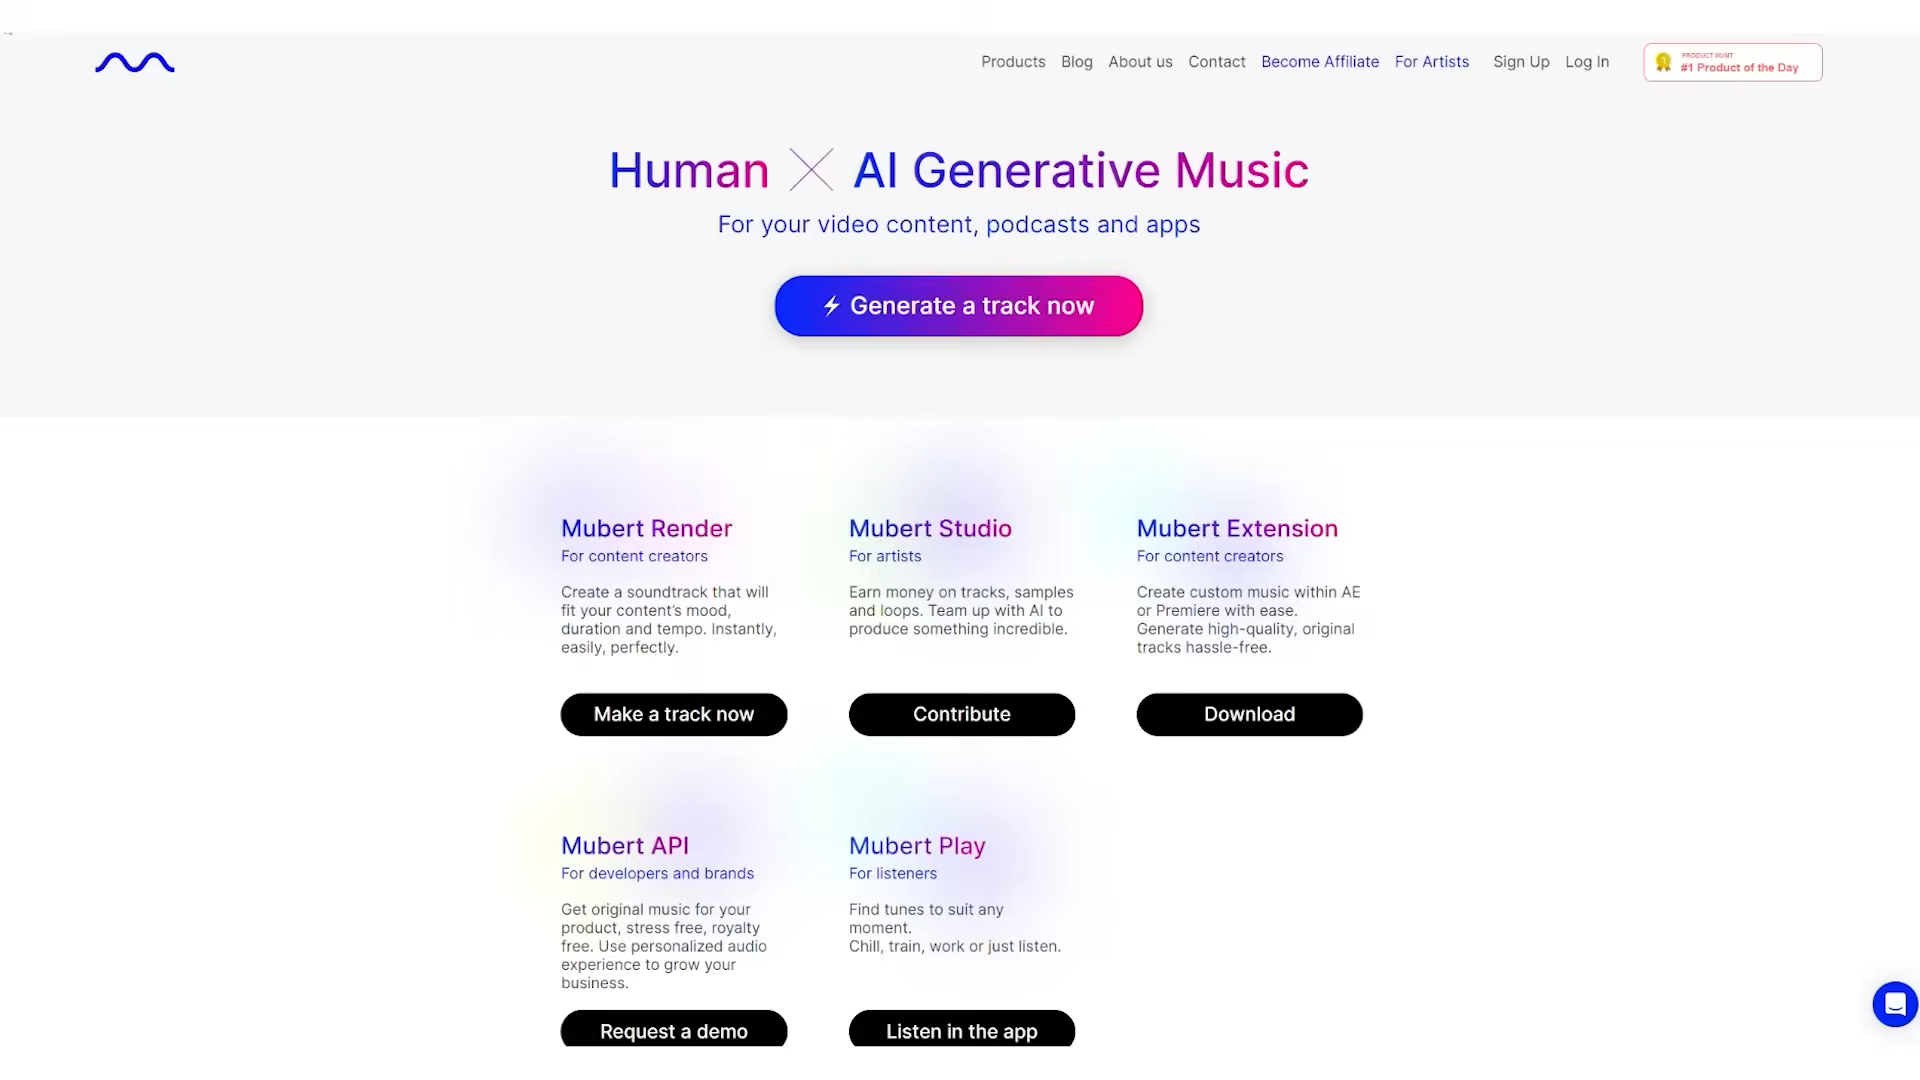 Products Blog About us Contact Become Affiliate For Artists Sign Up Log In
PRODUCT HUNT
#1 Product of the Day
Human X AI Generative Music
For your video content, podcasts and apps
Generate a track now
Mubert Render
For content creators
Create a soundtrack that will
fit your content's mood,
duration and tempo. Instantly,
easily, perfectly.
Make a track now
Mubert Studio
For artists
Earn money on tracks, samples
and loops. Team up with AI to
produce something incredible.
Contribute
Mubert Extension
For content creators
Create custom music within AE
or Premiere with ease.
Generate high-quality, original
tracks hassle-free.
Download
Mubert API
For developers and brands
Get original music for your
product, stress free, royalty
free. Use personalized audio
experience to grow your
business.
Request a demo
Mubert Play
For listeners
Find tunes to suit any
moment.
Chill, train, work or just listen.
Listen in the app